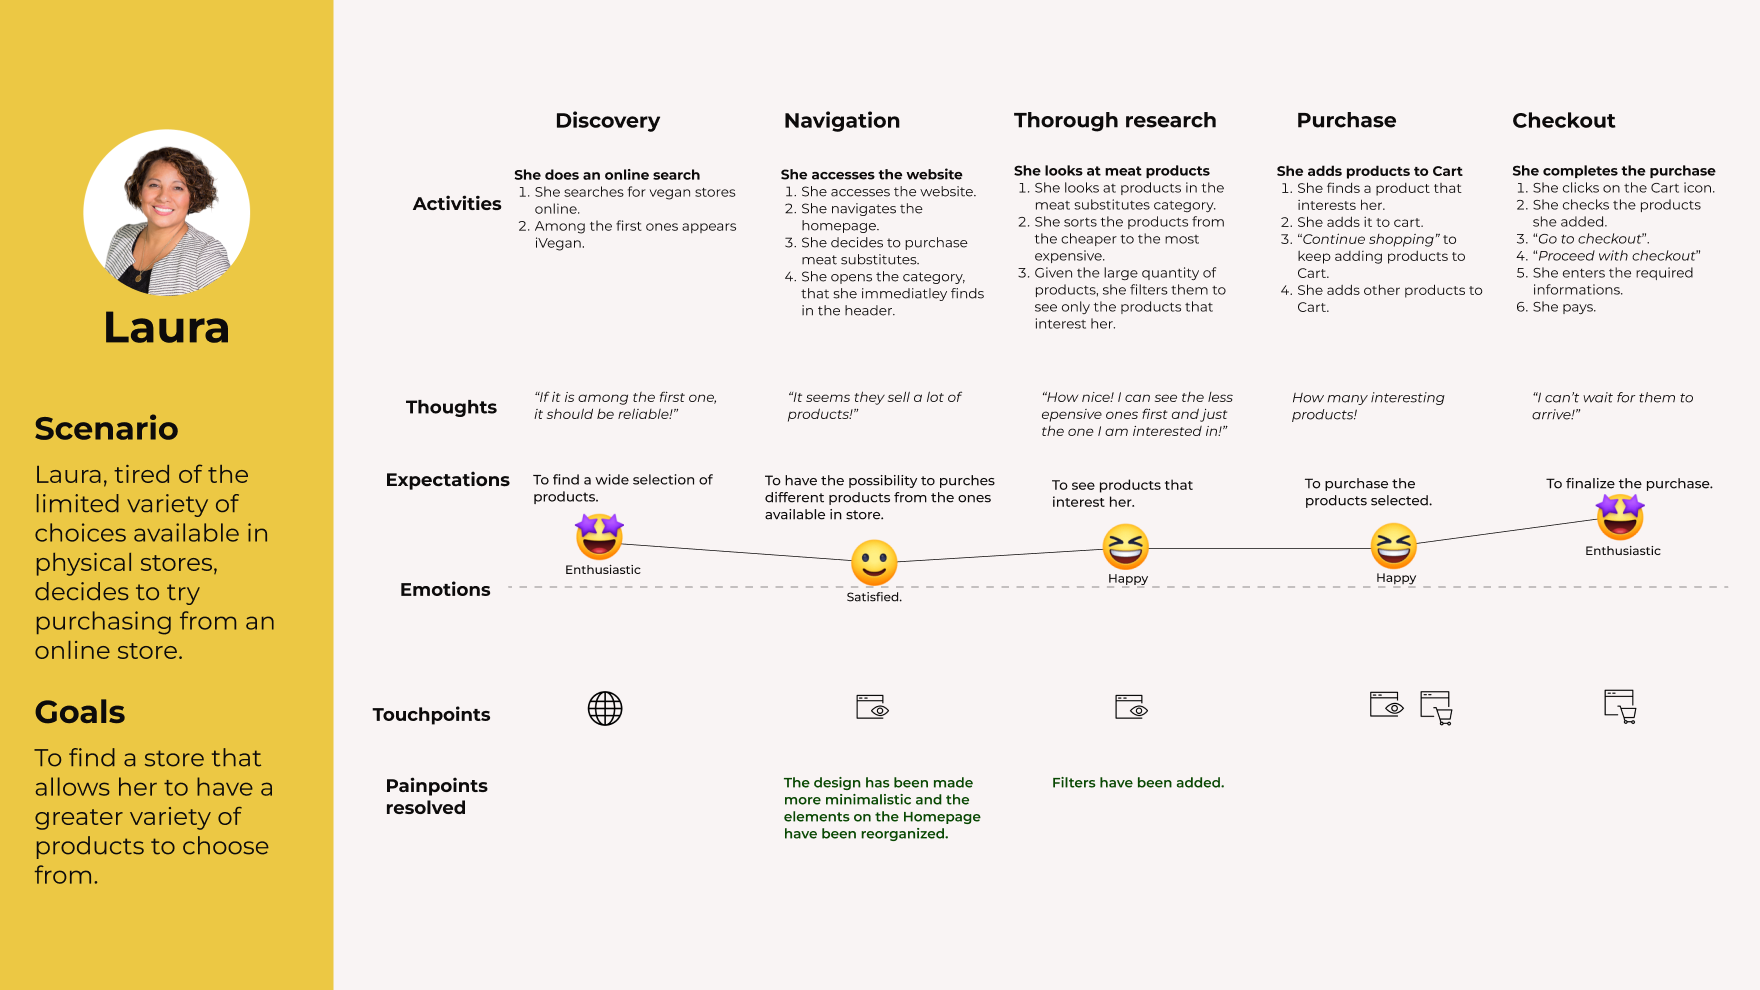 Laura
Scenario
Laura, tired of the
limited variety of
choices available in
physical stores,
decides to try
purchasing from an
online store.
Goals
To find a store that
allows her to have a
greater variety of
products to choose
from.
Discovery
Navigation
Thorough research
Purchase
Checkout
Activities
She does an online search
1. She searches for vegan stores
online.
2. Among the first ones appears
iVegan.
She accesses the website
1. She accesses the website.
2. She navigates the
homepage.
3. She decides to purchase
meat substitutes.
4. She opens the category,
that she immediatley finds
in the header.
She looks at meat products
1. She looks at products in the
meat substitutes category.
2. She sorts the products from
the cheaper to the most
expensive.
3. Given the large quantity of
products, she filters them to
see only the products that
interest her.
She adds products to Cart
1. She finds a product that
interests her.
2. She adds it to cart.
3. “Continue shopping” to
keep adding products to
Cart.
4. She adds other products to
Cart.
She completes the purchase
1. She clicks on the Cart icon.
2. She checks the products
she added.
3. “Go to checkout”.
4. “Proceed with checkout”
5. She enters the required
informations.
6. She pays.
Thoughts
“If it is among the first one,
it should be reliable!”
“It seems they sell a lot of
products!”
“How nice! I can see the less
epensive ones first and just
the one I am interested in!”
How many interesting
products!
“I can’t wait for them to
arrive!”
Expectations
To find a wide selection of
products.
To have the possibility to purches
different products from the ones
available in store.
To see products that
interest her.
To purchase the
products selected.
To finalize the purchase.
Emotions
Enthusiastic
Satisfied.
Happy
Happy
Enthusiastic
Touchpoints
Painpoints
resolved
The design has been made
more minimalistic and the
elements on the Homepage
have been reorganized.
Filters have been added.